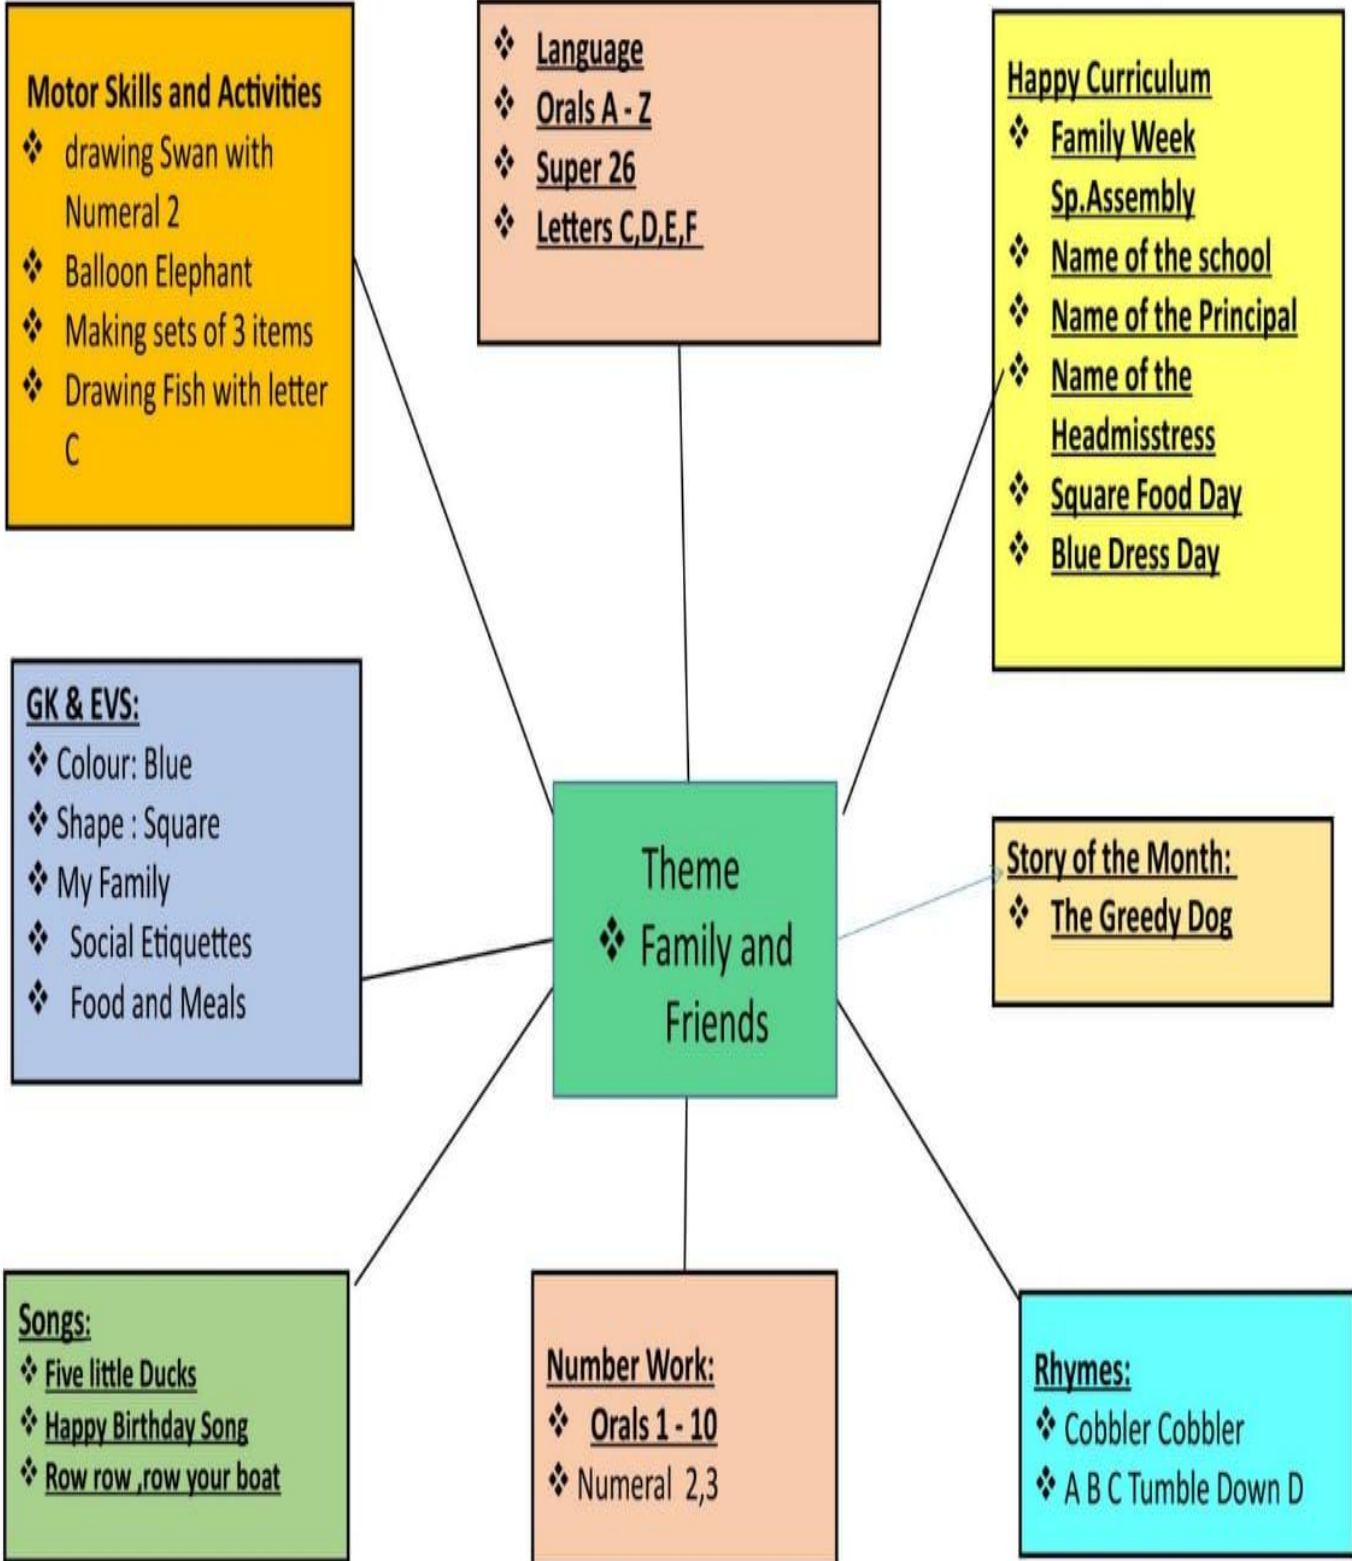 Motor Skills and Activities
❖ drawing Swan with
Numeral 2
❖ Balloon Elephant
❖ Making sets of 3 items
❖ Drawing Fish with letter
C
❖ Language
❖ Orals A - Z
❖ Super 26
❖ Letters C,D,E,F
Happy Curriculum
❖ Family Week
Sp.Assembly
❖ Name of the school
❖ Name of the Principal
❖ Name of the
Headmisstress
❖ Square Food Day
❖ Blue Dress Day
GK & EVS:
❖ Colour: Blue
❖ Shape : Square
❖ My Family
❖ Social Etiquettes
❖ Food and Meals
Theme
❖ Family and
Friends
Story of the Month:
❖ The Greedy Dog
Songs:
❖ Five little Ducks
❖ Happy Birthday Song
❖ Row row ,row your boat
Number Work:
❖ Orals 1 - 10
❖ Numeral 2,3
Rhymes:
❖ Cobbler Cobbler
❖ A B C Tumble Down D